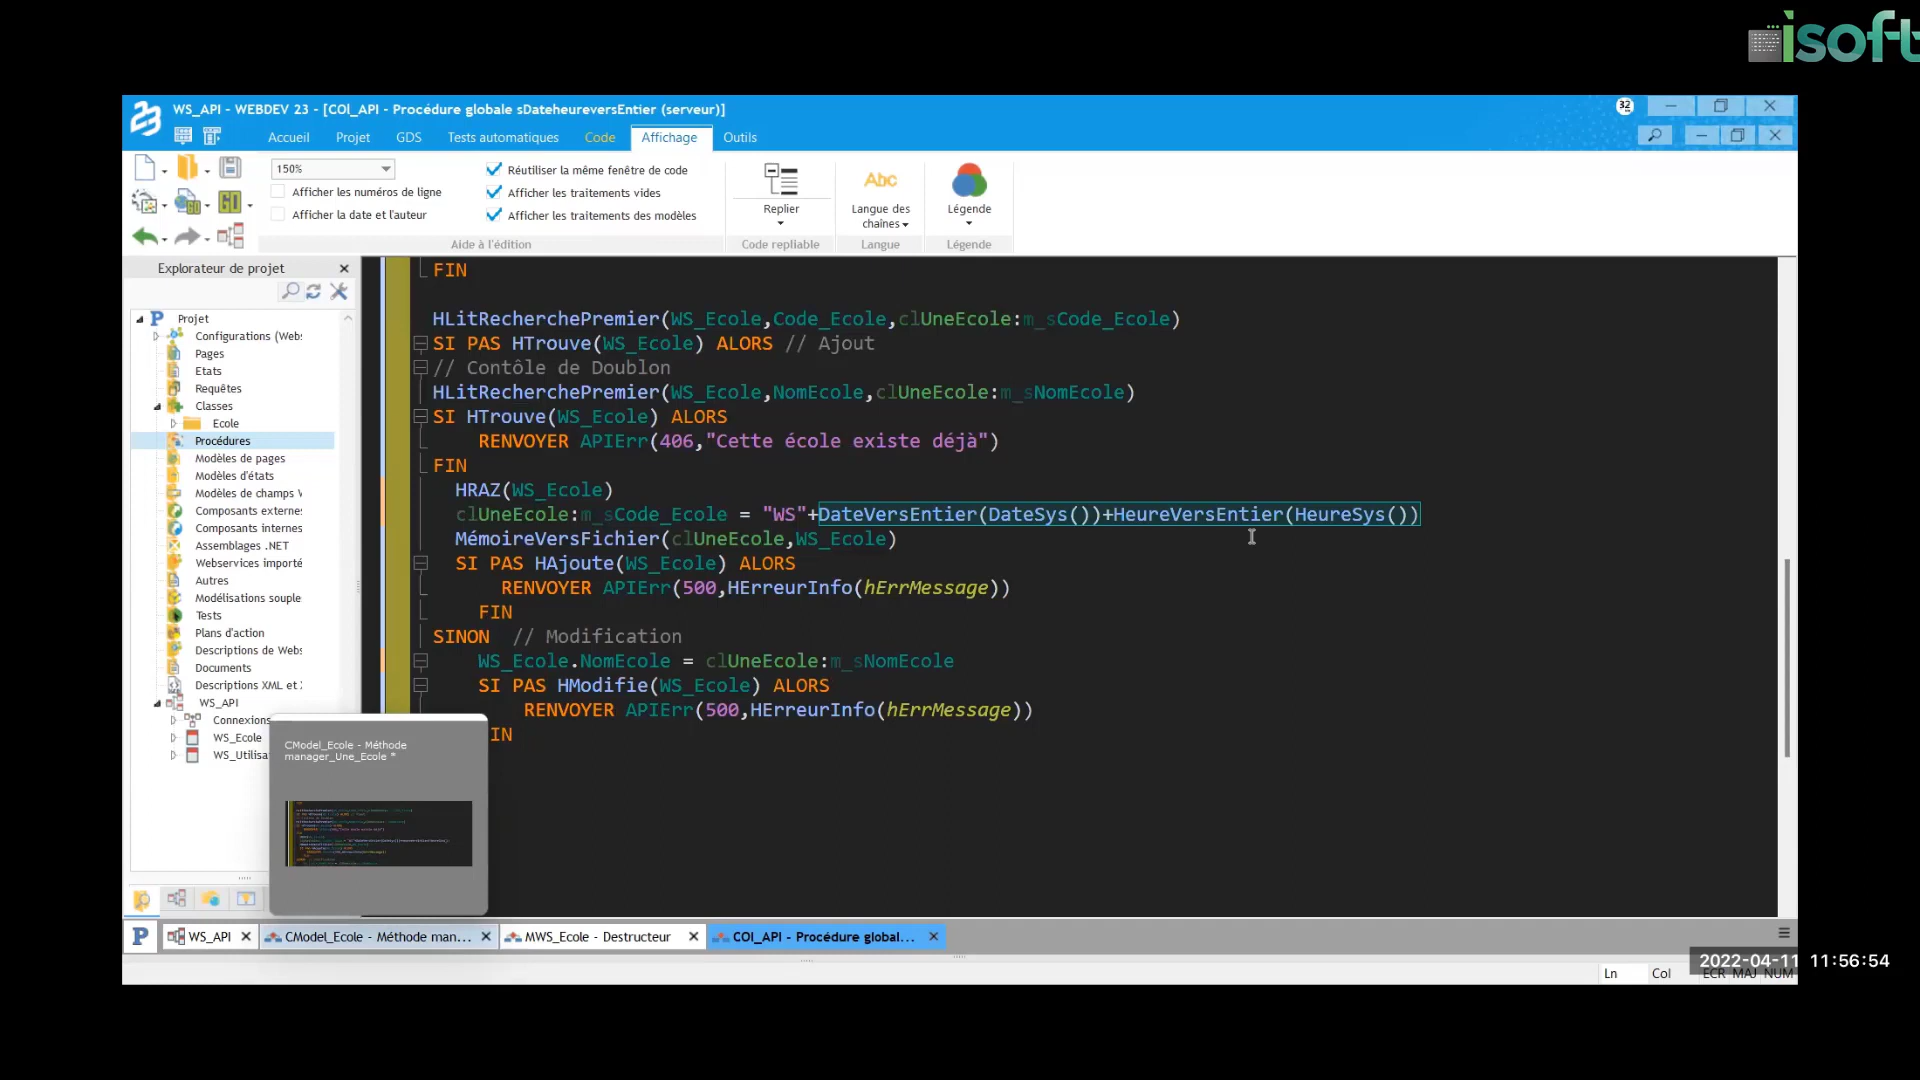 isoft
WS_API - WEBDEV 23 - [COl_API - Procédure globale sDateheureversEntier (serveur)]
32
Accueil Projet GDS Tests automatiques Code Affichage Outils
150%
Afficher les numéros de ligne
Afficher la date et l'auteur
Réutiliser la même fenêtre de code
Afficher les traitements vides
Afficher les traitements des modèles
Aide à l'édition
Replier
Code repliable
Abc
Langue des
chaînes
Langue
Légende
Légende
Explorateur de projet
Projet
Configurations (Web:
Pages
Etats
Requêtes
Classes
Ecole
Procédures
Modèles de pages
Modèles d'états
Modèles de champs
Composants externe:
Composants internes
Assemblages .NET
Webservices importé
Autres
Modélisations souple
Tests
Plans d'action
Descriptions de Webs
Documents
Descriptions XML et
WS_API
Connexions
WS_Ecole
WS_Utilisa
FIN
HLitRecherchePremier(WS_Ecole,Code_Ecole,clUneEcole:m_sCode_Ecole)
SI PAS HTrouve(WS_Ecole) ALORS // Ajout
// Contôle de Doublon
HLitRecherchePremier(WS_Ecole,NomEcole,clUneEcole:m_sNomEcole)
SI HTrouve(WS_Ecole) ALORS
RENVOYER APIErr(406,"Cette école existe déjà")
FIN
HRAZ(WS_Ecole)
clUneEcole:m_sCode_Ecole = "WS"+DateVersEntier(DateSys())+HeureVersEntier(HeureSys())
MémoireVersFichier(clUneEcole,WS_Ecole)
SI PAS HAjoute(WS_Ecole) ALORS
RENVOYER APIErr(500,HErreurInfo(hErrMessage))
FIN
SINON // Modification
WS_Ecole.NomEcole = clUneEcole:m_sNomEcole
SI PAS HModifie(WS_Ecole) ALORS
RENVOYER APIErr(500,HErreurInfo(hErrMessage))
IN
CModel_Ecole - Méthode
manager_Une_Ecole *
WS_API CModel_Ecole - Méthode man... MWS_Ecole - Destructeur COl_API - Procédure global...
2022-04-11 11:56:54
Ln Col ECR MAJ NUM